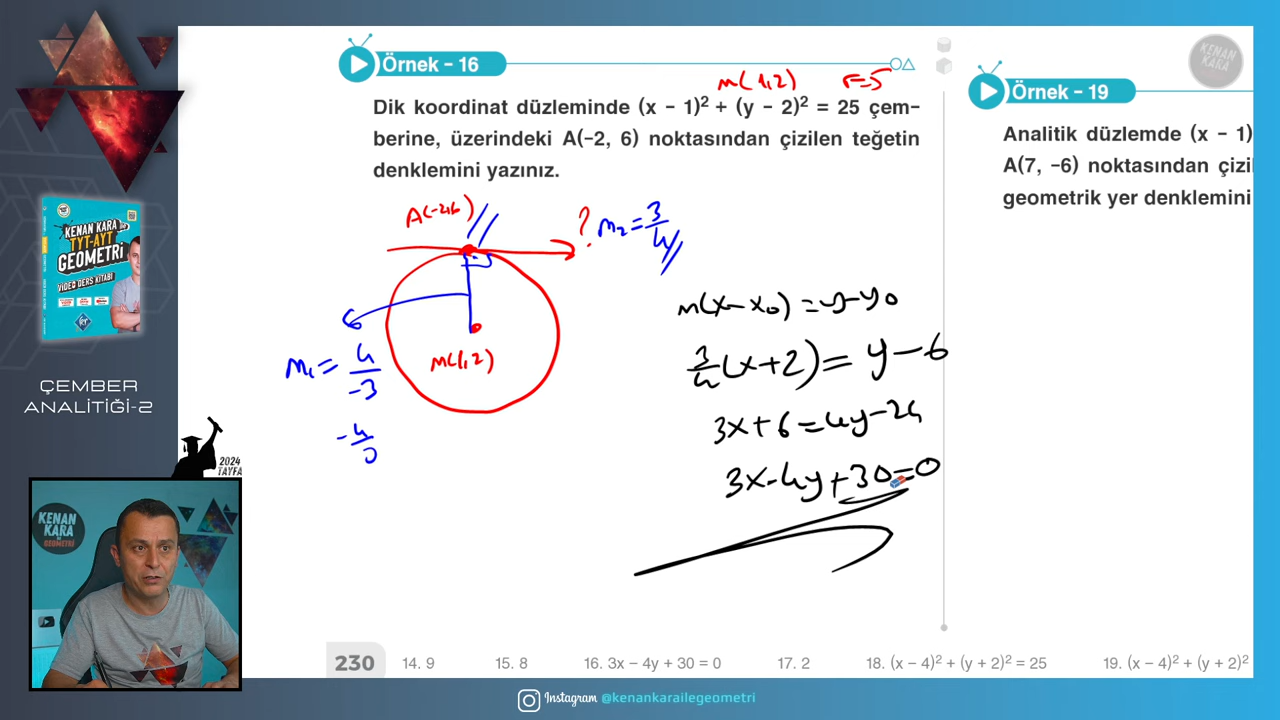 Örnek - 16
M(1,2) r=5
Dik koordinat düzleminde (x - 1)² + (y - 2)² = 25 çem-
berine, üzerindeki A(-2, 6) noktasından çizilen teğetin
denklemini yazınız.
A(-2,6)
? m₂ = 3/4
m₁ = 4/-3
M(1,2)
m(x-x₀) = y-y₀
3/4(x+2) = y-6
3x+6=4y-24
3x-4y+30=0
KENAN
KARA
Örnek - 19
Analitik düzlemde (x - 1)
A(7, -6) noktasından çizi
geometrik yer denklemini
KENAN KARA
TYT-AYT
GEOMETRİ
VİDEO DERS KİTABI
ÇEMBER
ANALİTİĞİ-2
2024
TAYFA
KENAN
KARA
GEOMETRİ
230 14. 9 15. 8 16. 3x - 4y + 30 = 0 17. 2 18. (x - 4)² + (y + 2)² = 25 19. (x - 4)² + (y + 2)²
Instagram @kenankarailegeometri